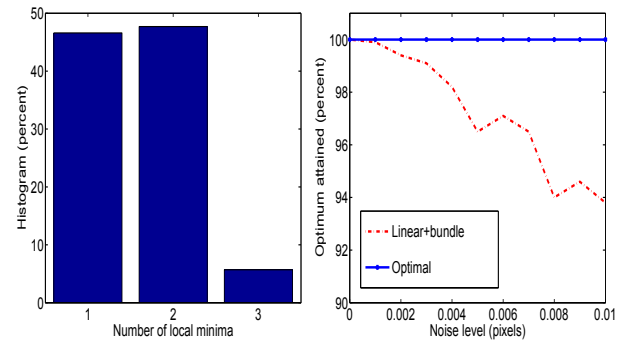 Histogram (percent)
50
40
30
20
10
0
1 2 3
Number of local minima
Optimum attained (percent)
100
98
96
94
92
90
Linear+bundle
Optimal
0 0.002 0.004 0.006 0.008 0.01
Noise level (pixels)